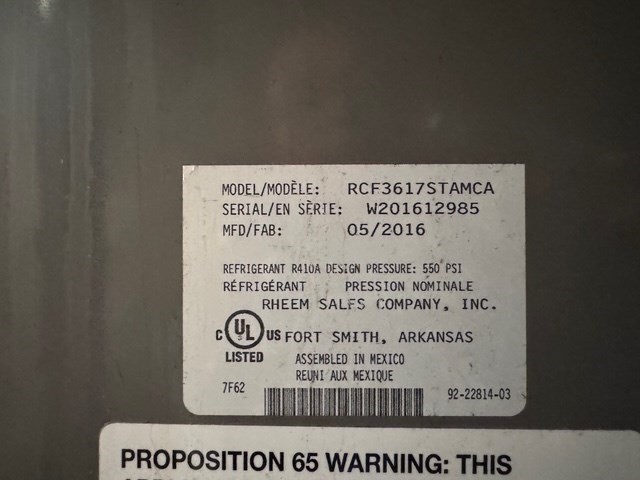 MODEL/MODÈLE: RCF3617STAMCA
SERIAL/EN SÈRIE: W201612985
MFD/FAB: 05/2016
REFRIGERANT R410A DESIGN PRESSURE: 550 PSI
RÉFRIGÉRANT PRESSION NOMINALE
RHEEM SALES COMPANY, INC.
C UL US FORT SMITH, ARKANSAS
LISTED
ASSEMBLED IN MEXICO
REUNI AUX MEXIQUE
7F62
92-22814-03
PROPOSITION 65 WARNING: THIS